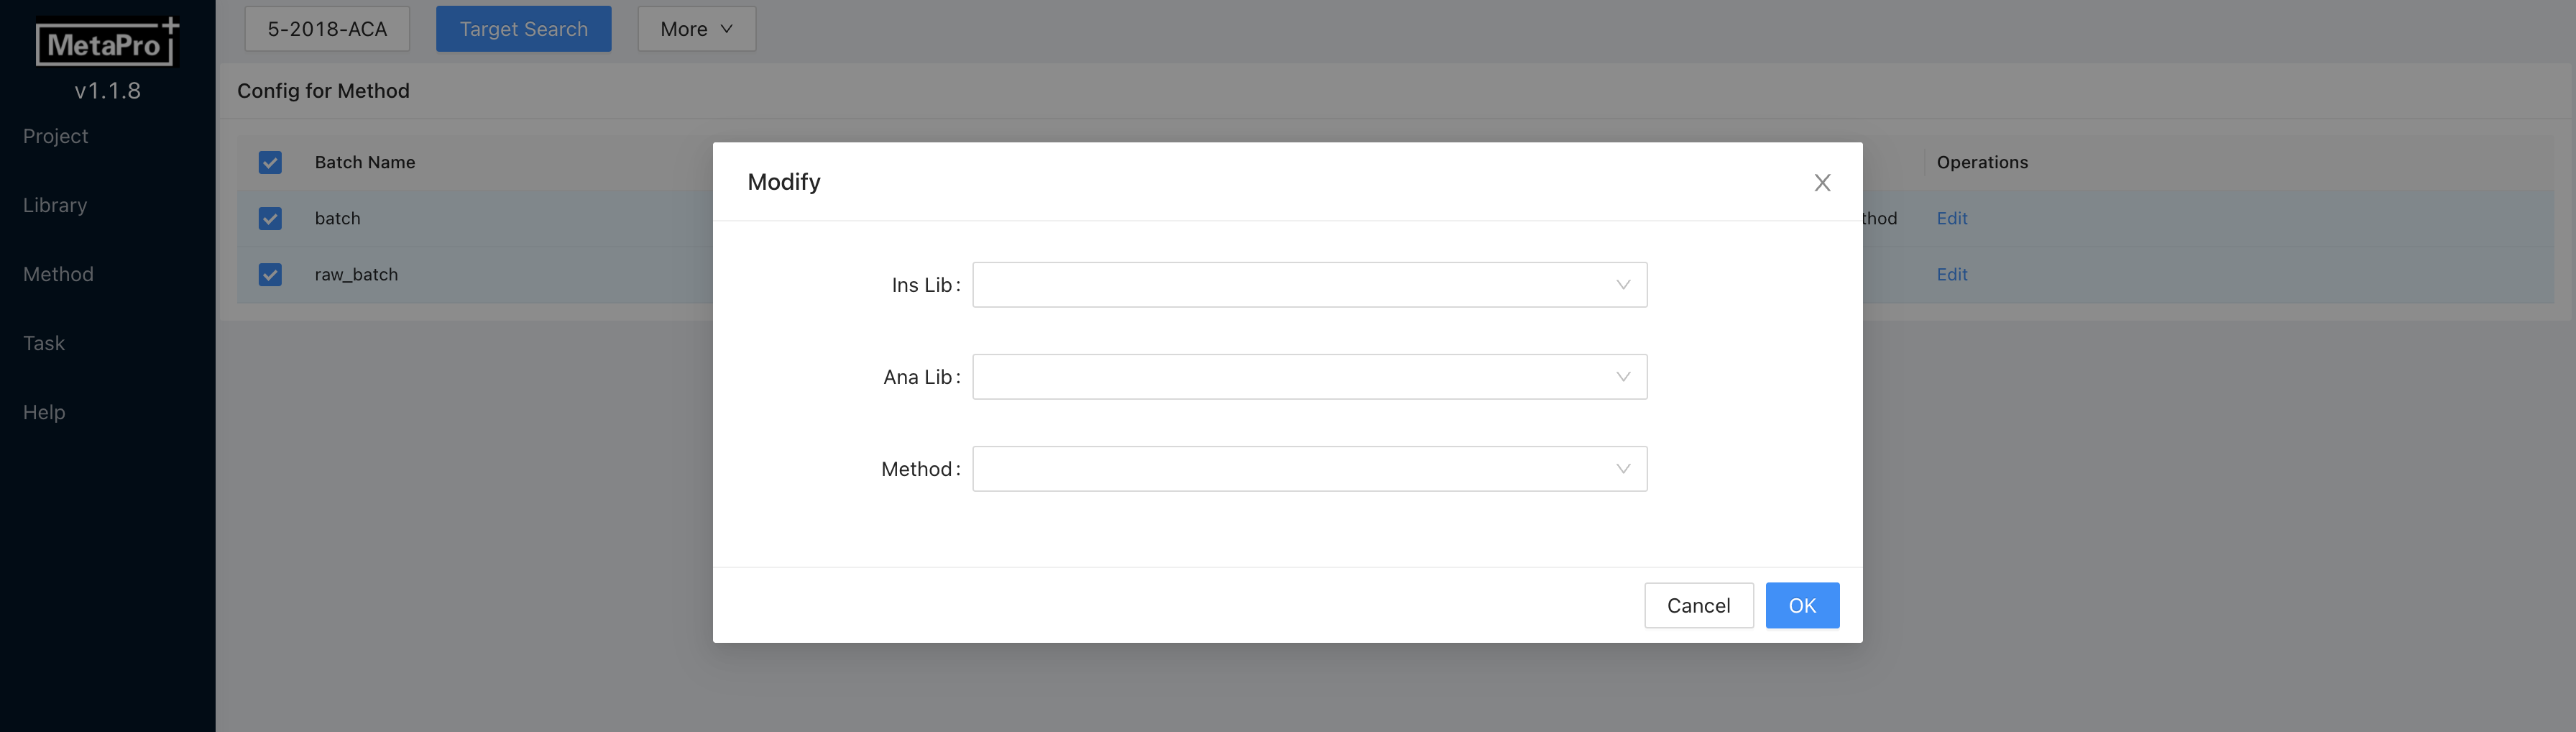 MetaPro+
v1.1.8
Project
Library
Method
Task
Help
5-2018-ACA Target Search More
Config for Method
Batch Name Operations
batch thod Edit
raw_batch Edit
Modify
Ins Lib:
Ana Lib:
Method:
Cancel OK